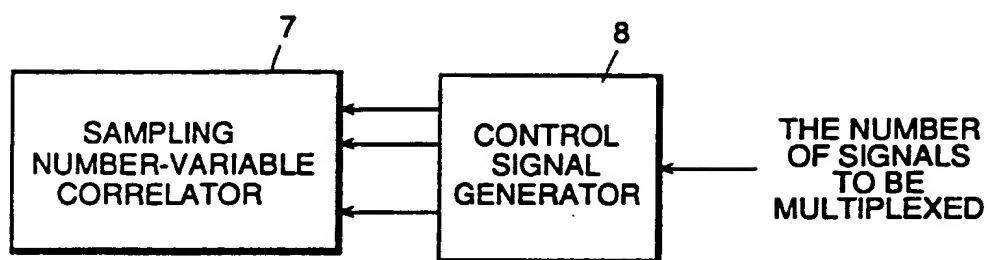 7
8
SAMPLING
NUMBER-VARIABLE
CORRELATOR
CONTROL
SIGNAL
GENERATOR
THE NUMBER
OF SIGNALS
TO BE
MULTIPLEXED